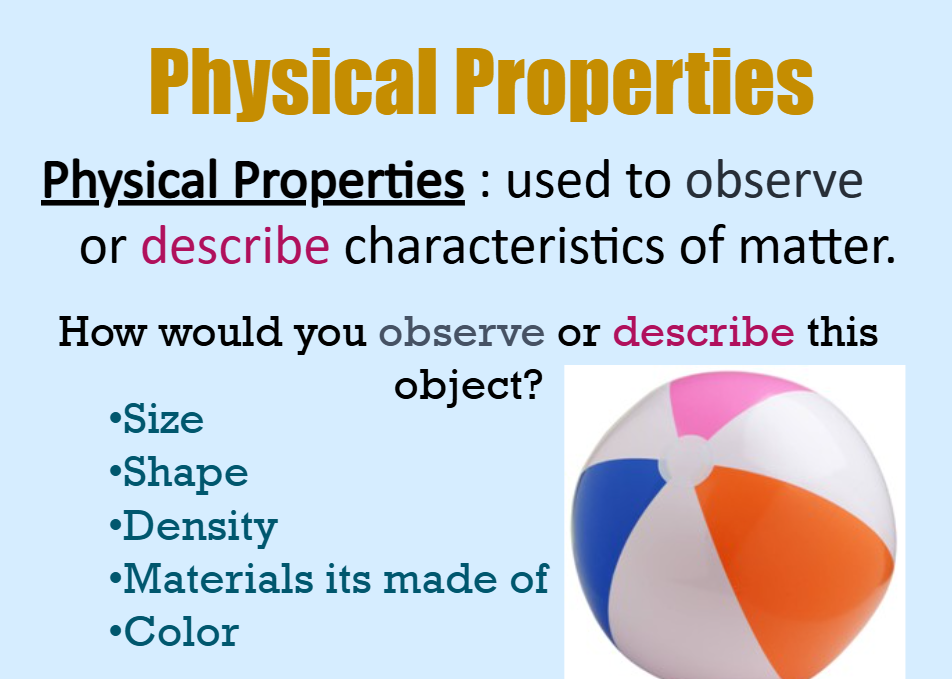 Physical Properties
Physical Properties : used to observe
or describe characteristics of matter.
How would you observe or describe this
object?
•Size
•Shape
•Density
•Materials its made of
•Color